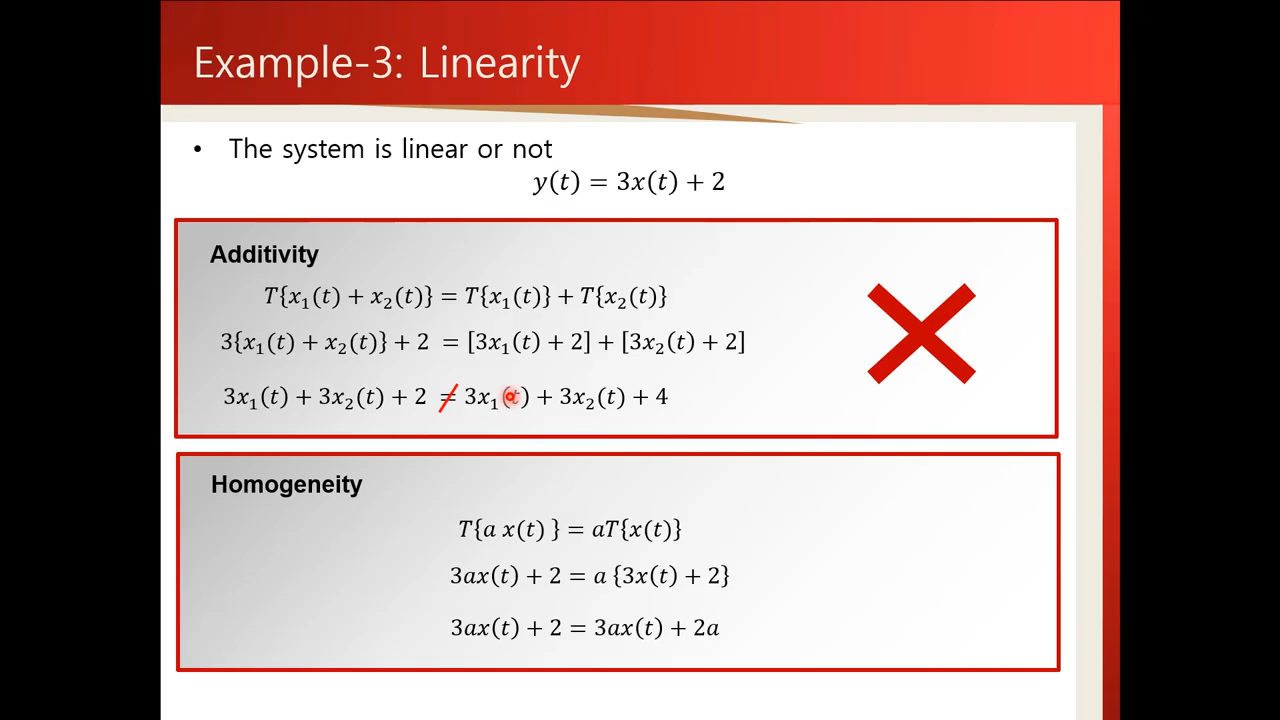 Example-3: Linearity
• The system is linear or not
y(t) = 3x(t) + 2
Additivity
T{x₁(t) + x₂(t)} = T{x₁(t)} + T{x₂(t)}
3{x₁(t) + x₂(t)} + 2 = [3x₁(t) + 2] + [3x₂(t) + 2]
3x₁(t) + 3x₂(t) + 2 ≠ 3x₁(t) + 3x₂(t) + 4
Homogeneity
T{a x(t) } = aT{x(t)}
3ax(t) + 2 = a {3x(t) + 2}
3ax(t) + 2 = 3ax(t) + 2a